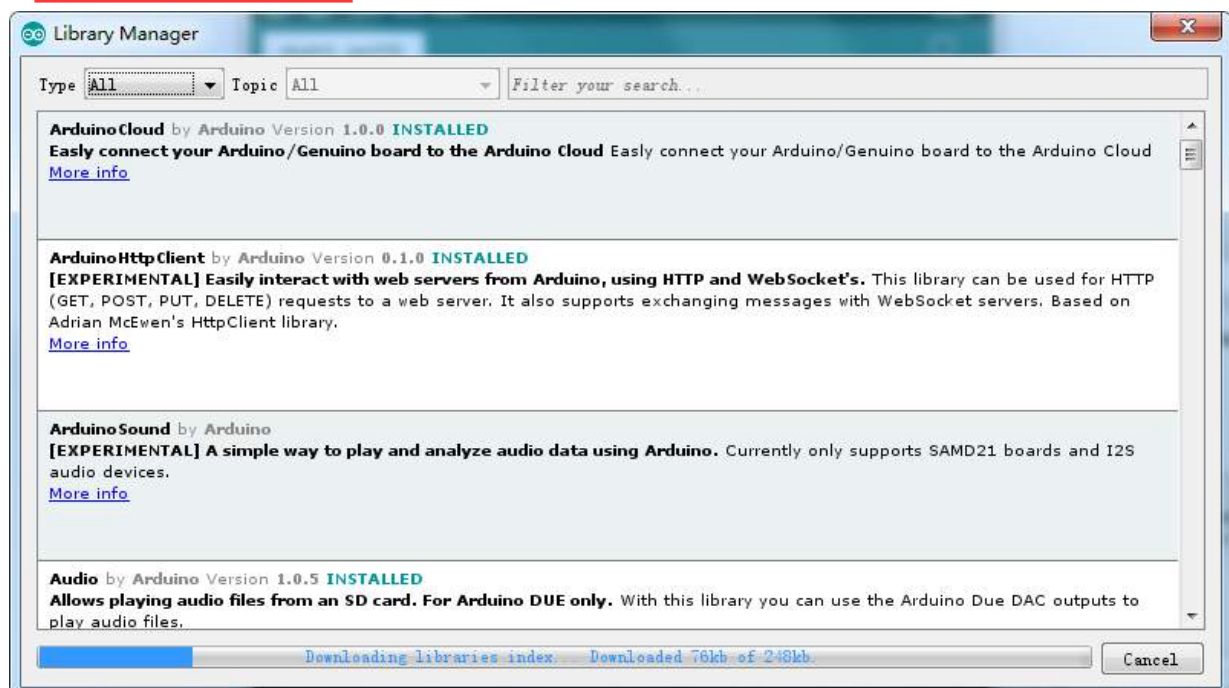 Library Manager
Type All Topic All Filter your search...
ArduinoCloud by Arduino Version 1.0.0 INSTALLED
Easly connect your Arduino/Genuino board to the Arduino Cloud Easly connect your Arduino/Genuino board to the Arduino Cloud
More info
ArduinoHttpClient by Arduino Version 0.1.0 INSTALLED
[EXPERIMENTAL] Easily interact with web servers from Arduino, using HTTP and WebSocket's. This library can be used for HTTP
(GET, POST, PUT, DELETE) requests to a web server. It also supports exchanging messages with WebSocket servers. Based on
Adrian McEwen's HttpClient library.
More info
ArduinoSound by Arduino
[EXPERIMENTAL] A simple way to play and analyze audio data using Arduino. Currently only supports SAMD21 boards and I2S
audio devices.
More info
Audio by Arduino Version 1.0.5 INSTALLED
Allows playing audio files from an SD card. For Arduino DUE only. With this library you can use the Arduino Due DAC outputs to
play audio files.
Downloading libraries index... Downloaded 76kb of 248kb.
Cancel